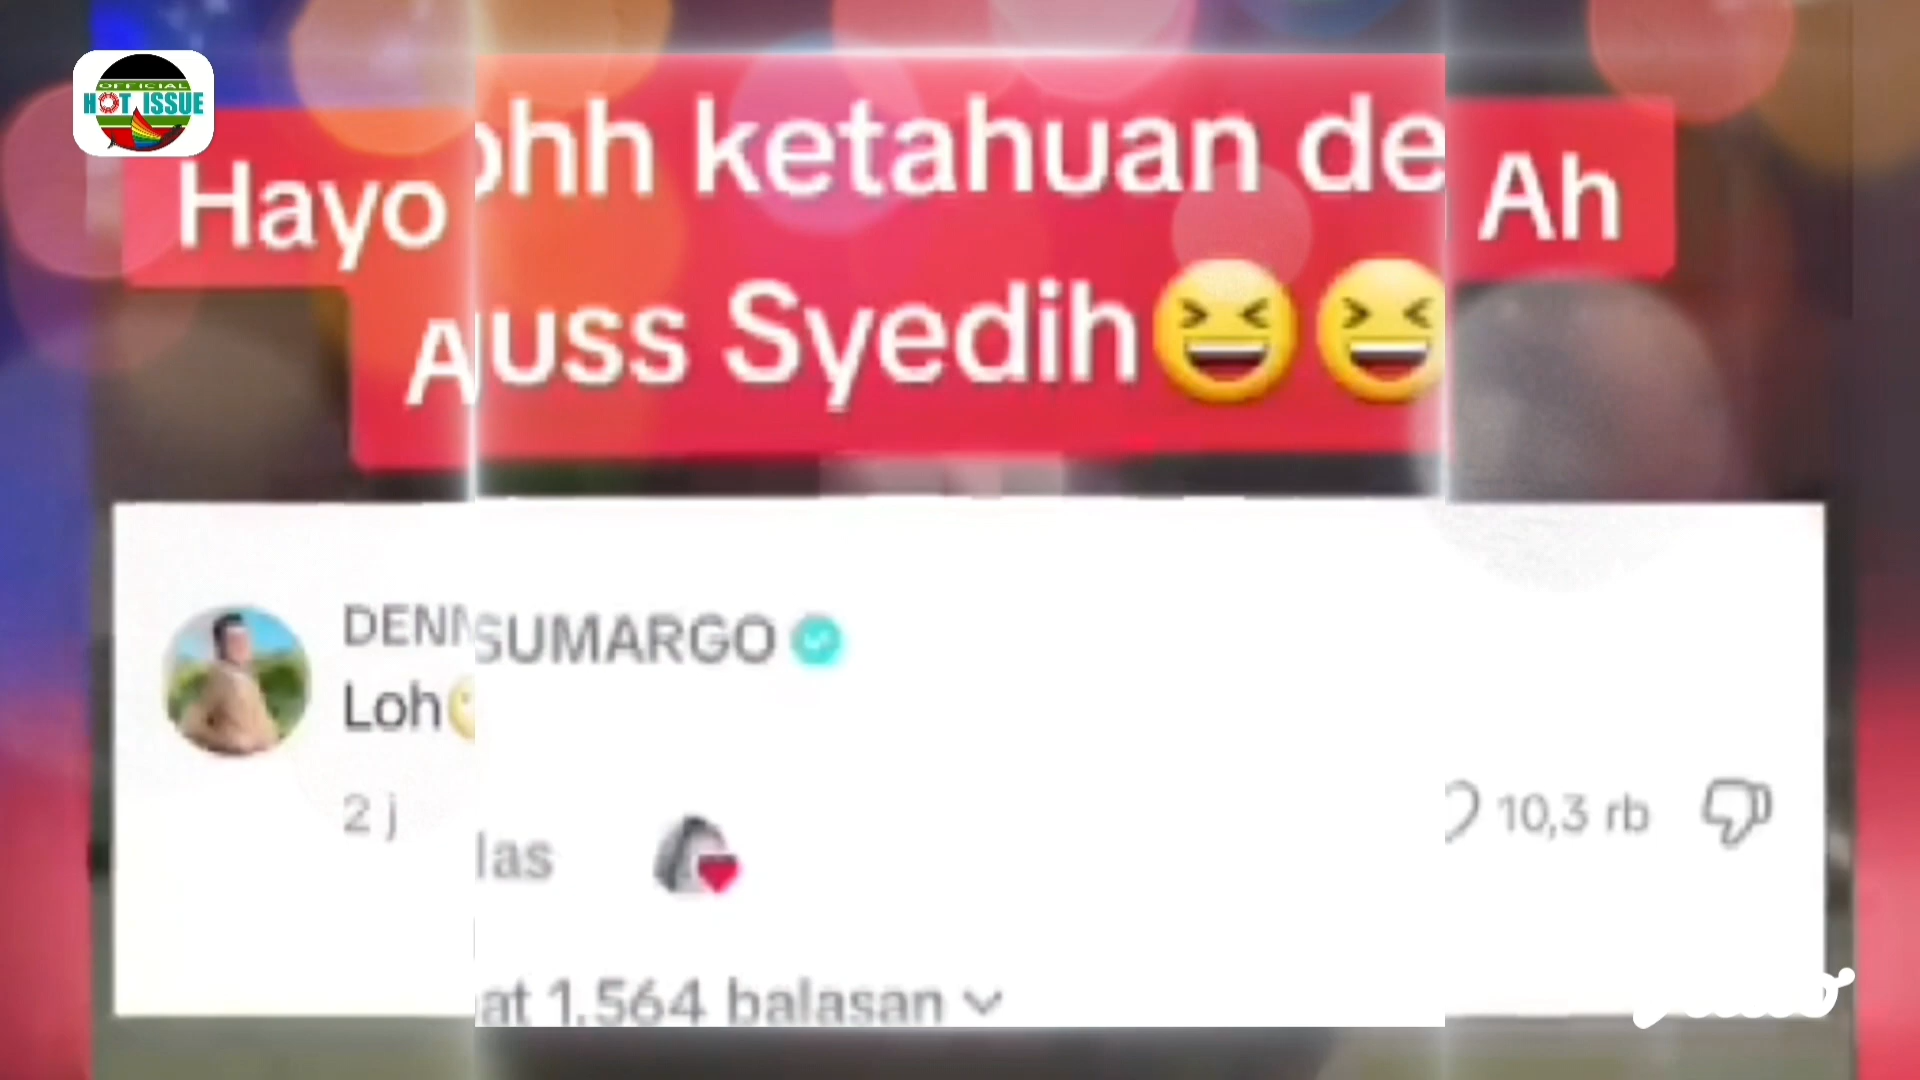 OFFICIAL
HOT ISSUE
Hayo ohh ketahuan de Ah
Auss Syedih😆😆
DENN SUMARGO
Loh
2 j
las
10,3 rb
at 1.564 balasan